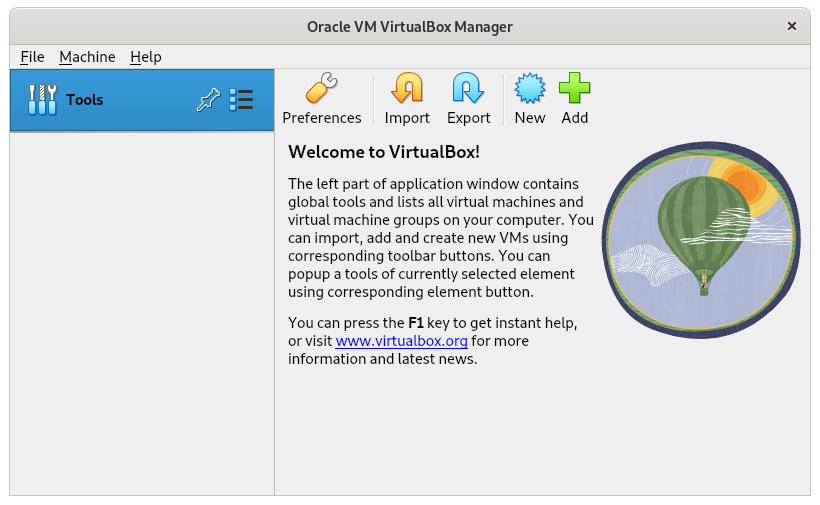 Oracle VM VirtualBox Manager
File Machine Help
Tools
Preferences Import Export New Add
Welcome to VirtualBox!
The left part of application window contains
global tools and lists all virtual machines and
virtual machine groups on your computer. You
can import, add and create new VMs using
corresponding toolbar buttons. You can
popup a tools of currently selected element
using corresponding element button.
You can press the F1 key to get instant help,
or visit www.virtualbox.org for more
information and latest news.